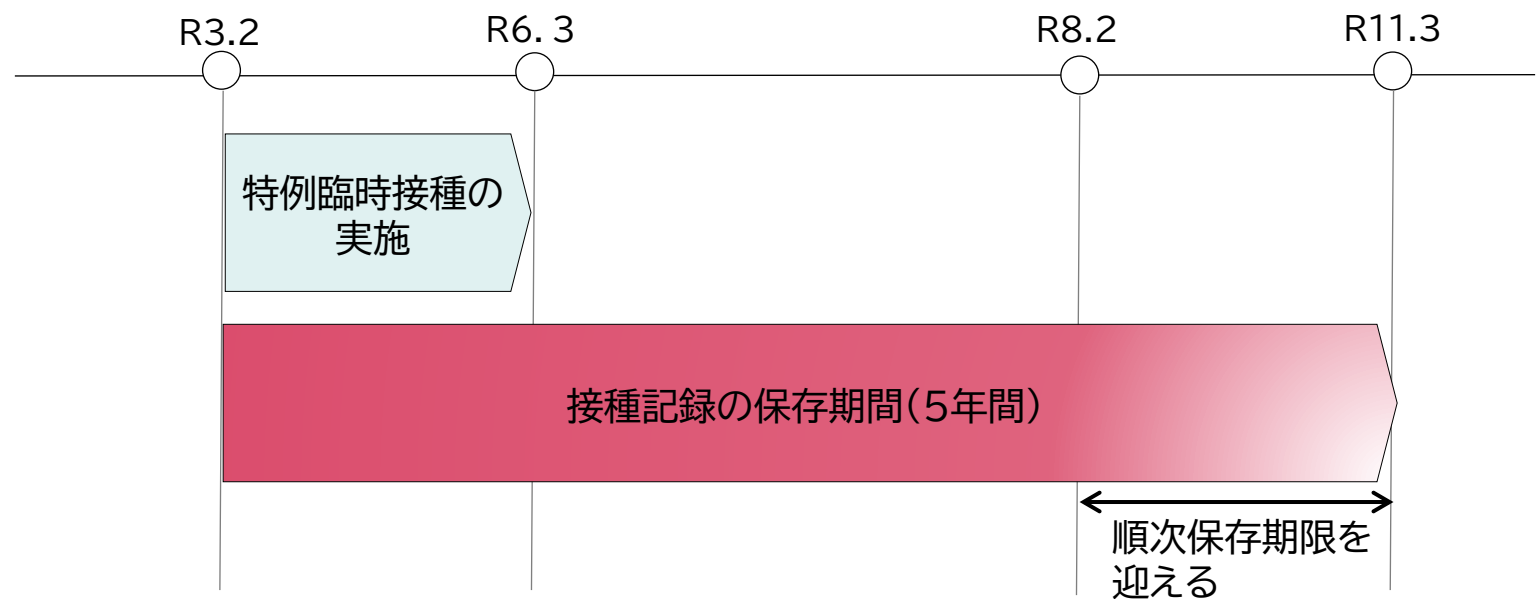 R3.2
R6.3
R8.2
R11.3
特例臨時接種の
実施
接種記録の保存期間(5年間)
順次保存期限を
迎える